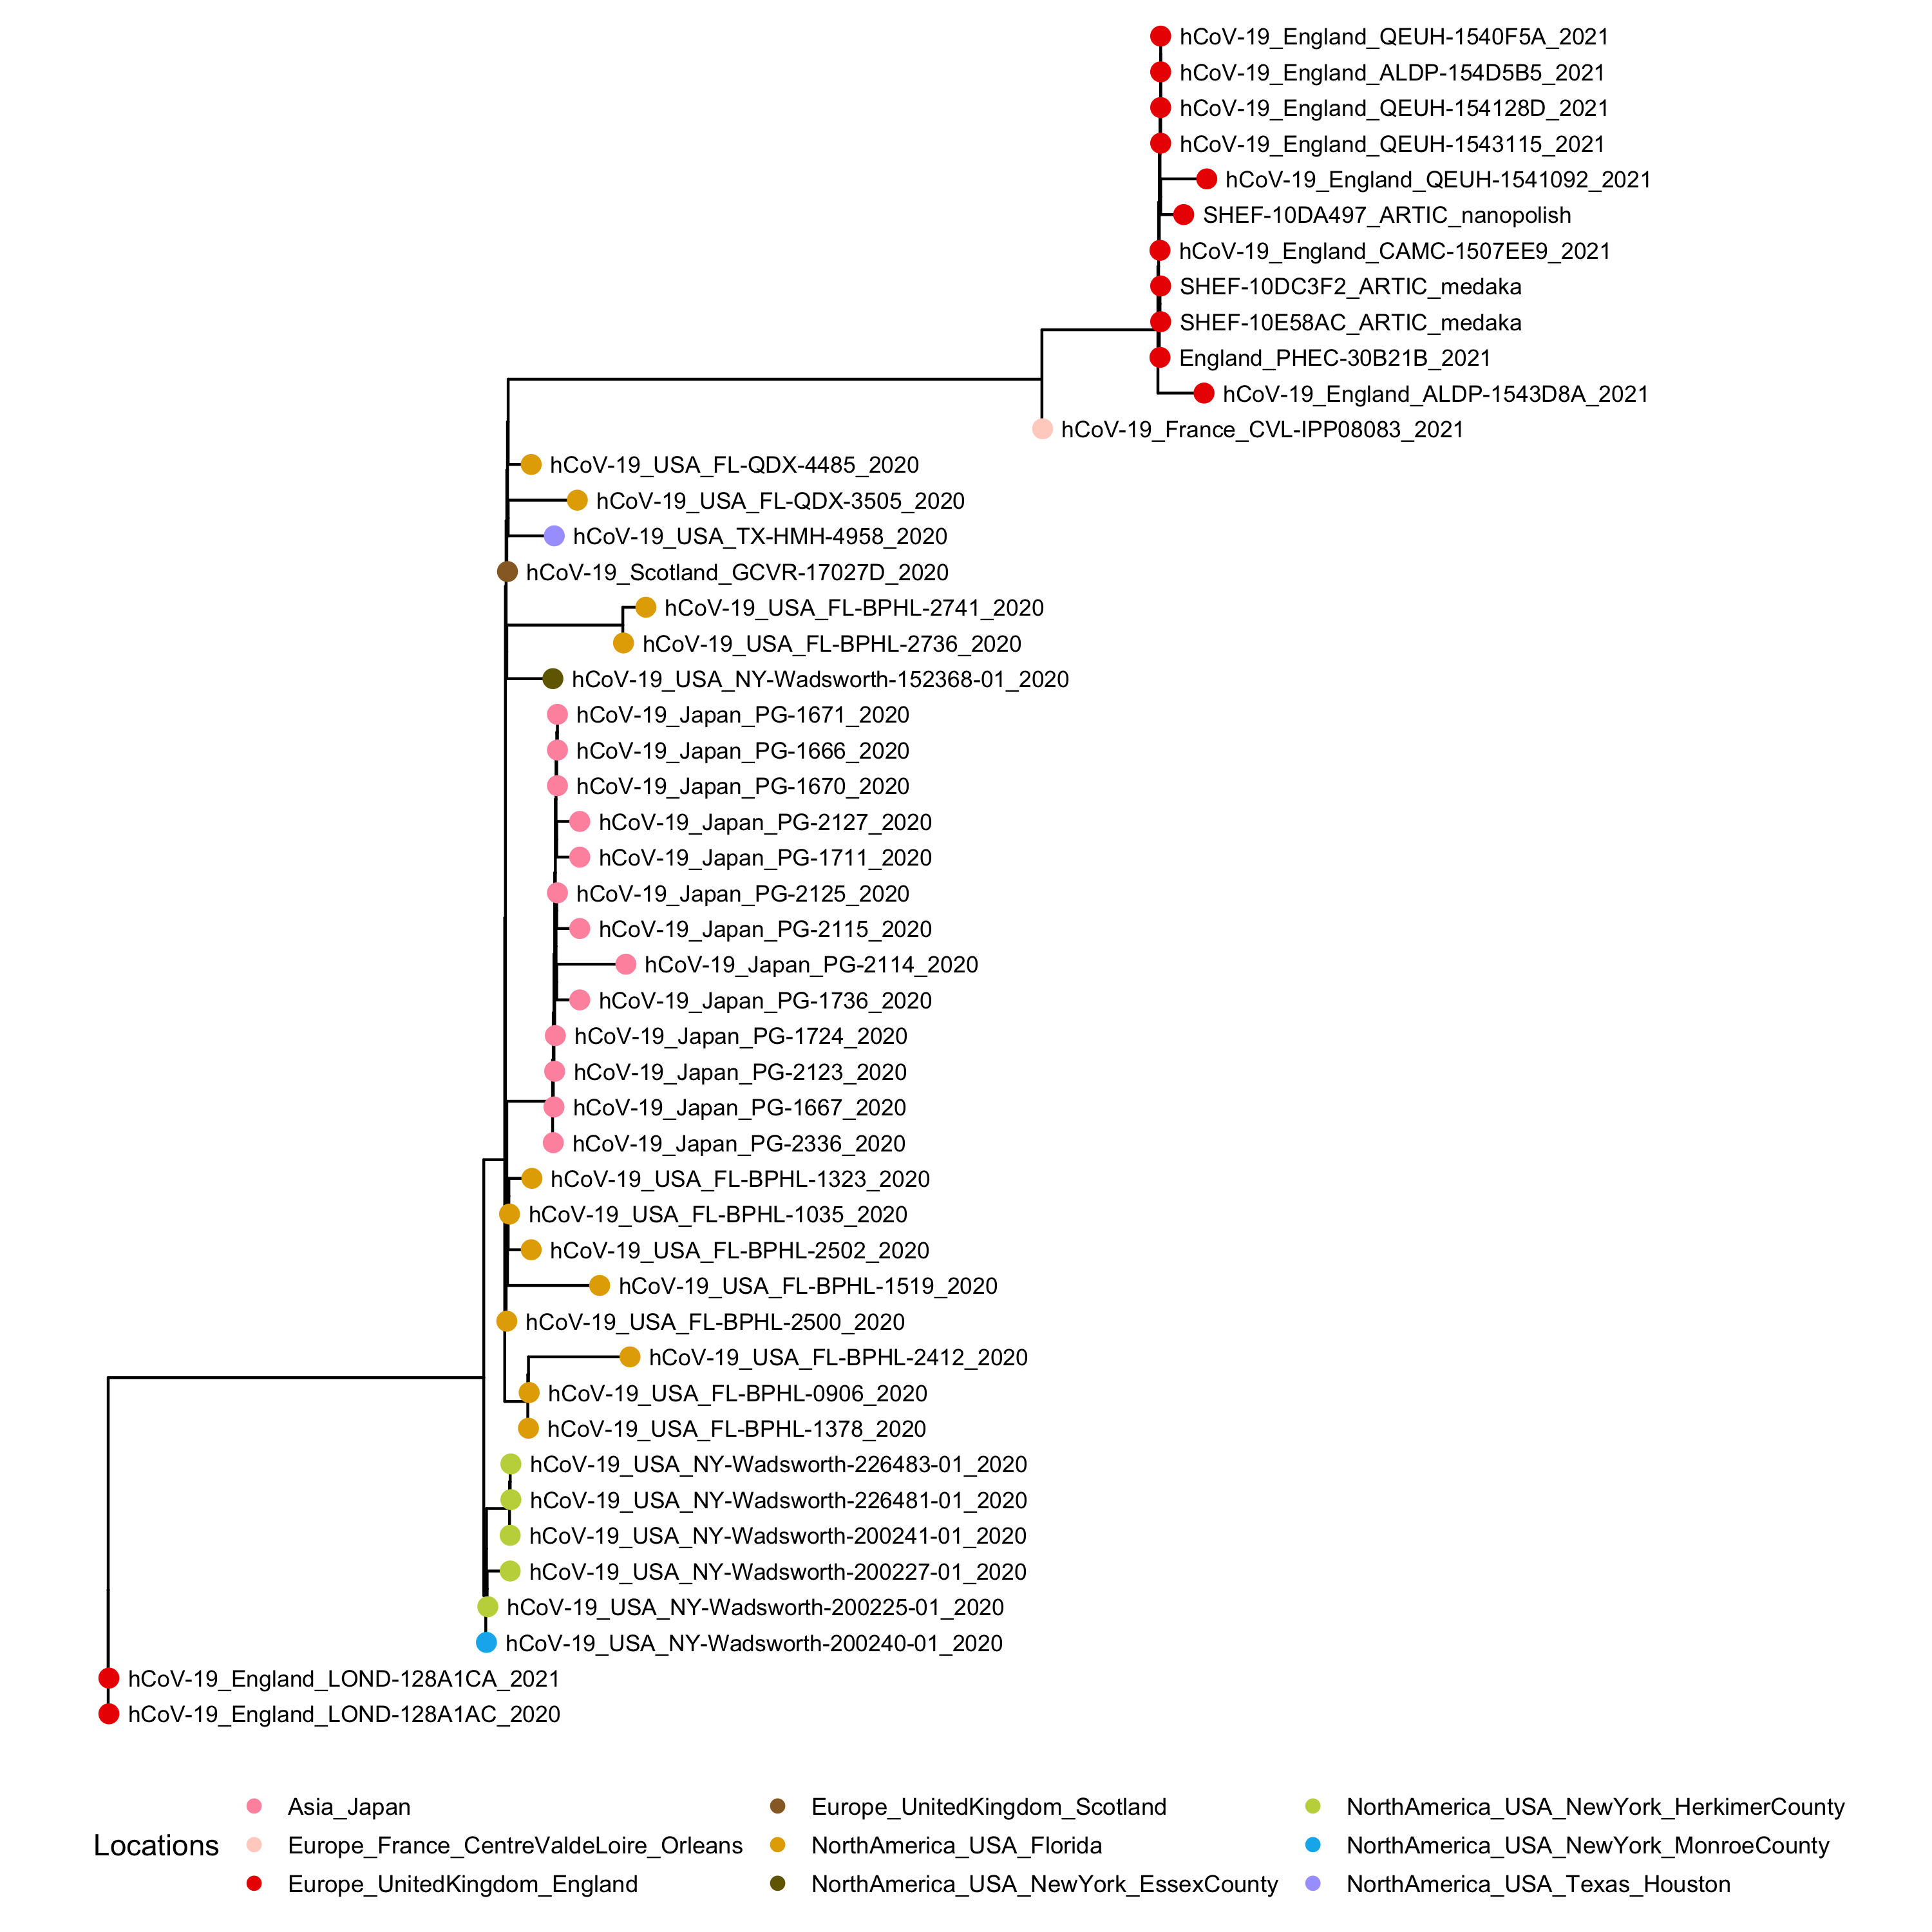 hCoV-19_England_QEUH-1540F5A_2021
hCoV-19_England_ALDP-154D5B5_2021
hCoV-19_England_QEUH-154128D_2021
hCoV-19_England_QEUH-1543115_2021
hCoV-19_England_QEUH-1541092_2021
SHEF-10DA497_ARTIC_nanopolish
hCoV-19_England_CAMC-1507EE9_2021
SHEF-10DC3F2_ARTIC_medaka
SHEF-10E58AC_ARTIC_medaka
England_PHEC-30B21B_2021
hCoV-19_England_ALDP-1543D8A_2021
hCoV-19_France_CVL-IPP08083_2021
hCoV-19_USA_FL-QDX-4485_2020
hCoV-19_USA_FL-QDX-3505_2020
hCoV-19_USA_TX-HMH-4958_2020
hCoV-19_Scotland_GCVR-17027D_2020
hCoV-19_USA_FL-BPHL-2741_2020
hCoV-19_USA_FL-BPHL-2736_2020
hCoV-19_USA_NY-Wadsworth-152368-01_2020
hCoV-19_Japan_PG-1671_2020
hCoV-19_Japan_PG-1666_2020
hCoV-19_Japan_PG-1670_2020
hCoV-19_Japan_PG-2127_2020
hCoV-19_Japan_PG-1711_2020
hCoV-19_Japan_PG-2125_2020
hCoV-19_Japan_PG-2115_2020
hCoV-19_Japan_PG-2114_2020
hCoV-19_Japan_PG-1736_2020
hCoV-19_Japan_PG-1724_2020
hCoV-19_Japan_PG-2123_2020
hCoV-19_Japan_PG-1667_2020
hCoV-19_Japan_PG-2336_2020
hCoV-19_USA_FL-BPHL-1323_2020
hCoV-19_USA_FL-BPHL-1035_2020
hCoV-19_USA_FL-BPHL-2502_2020
hCoV-19_USA_FL-BPHL-1519_2020
hCoV-19_USA_FL-BPHL-2500_2020
hCoV-19_USA_FL-BPHL-2412_2020
hCoV-19_USA_FL-BPHL-0906_2020
hCoV-19_USA_FL-BPHL-1378_2020
hCoV-19_USA_NY-Wadsworth-226483-01_2020
hCoV-19_USA_NY-Wadsworth-226481-01_2020
hCoV-19_USA_NY-Wadsworth-200241-01_2020
hCoV-19_USA_NY-Wadsworth-200227-01_2020
hCoV-19_USA_NY-Wadsworth-200225-01_2020
hCoV-19_USA_NY-Wadsworth-200240-01_2020
hCoV-19_England_LOND-128A1CA_2021
hCoV-19_England_LOND-128A1AC_2020
Locations
Asia_Japan
Europe_France_CentreValdeLoire_Orleans
Europe_UnitedKingdom_England
Europe_UnitedKingdom_Scotland
NorthAmerica_USA_Florida
NorthAmerica_USA_NewYork_EssexCounty
NorthAmerica_USA_NewYork_HerkimerCounty
NorthAmerica_USA_NewYork_MonroeCounty
NorthAmerica_USA_Texas_Houston